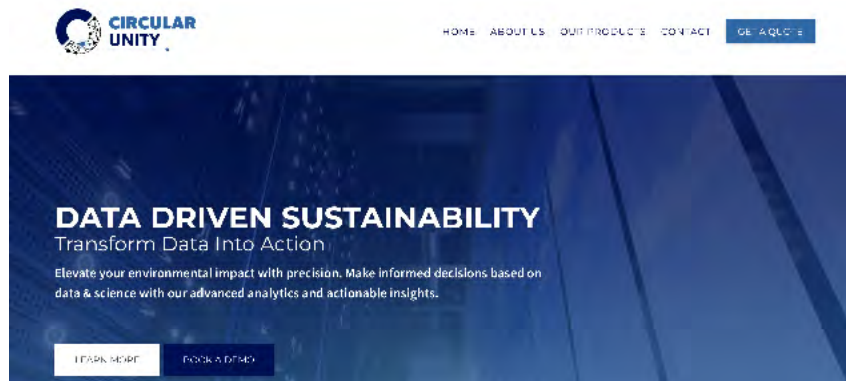 CIRCULAR
UNITY
HOME ABOUT US OUR PRODUCTS CONTACT GET A QUOTE
DATA DRIVEN SUSTAINABILITY
Transform Data Into Action
Elevate your environmental impact with precision. Make informed decisions based on
data & science with our advanced analytics and actionable insights.
LEARN MORE BOOK A DEMO